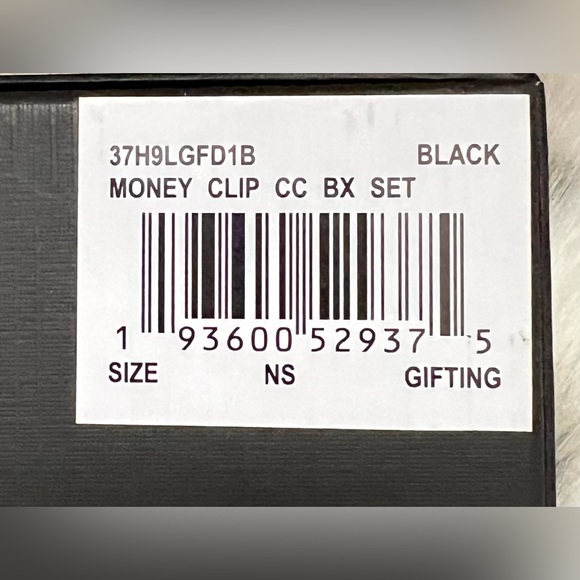 37H9LGFD1B BLACK
MONEY CLIP CC BX SET
1 93600 52937 5
SIZE NS GIFTING